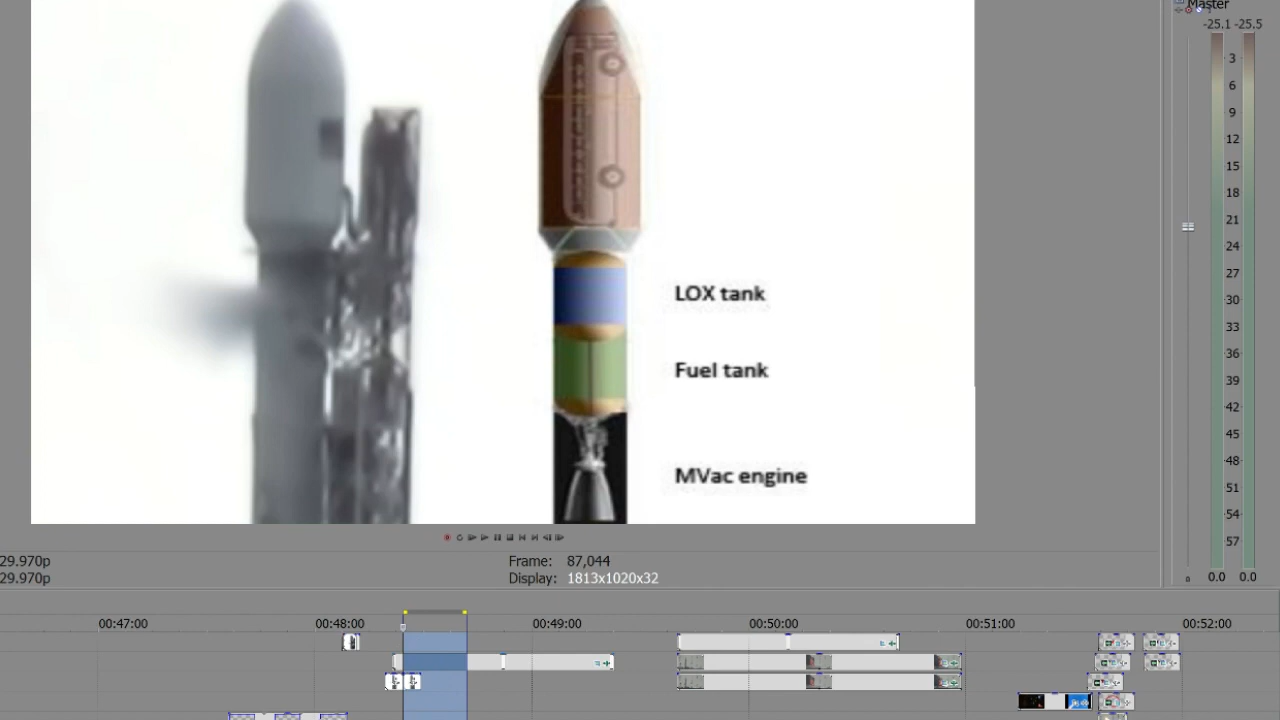 Master
-25.1 -25.5
3
6
9
12
15
18
21
24
27
30
33
36
39
42
45
48
51
54
57
0.0 0.0
LOX tank
Fuel tank
MVac engine
29.970p
Frame: 87,044
29.970p
Display: 1813x1020x32
00:47:00 00:48:00 00:49:00 00:50:00 00:51:00 00:52:00